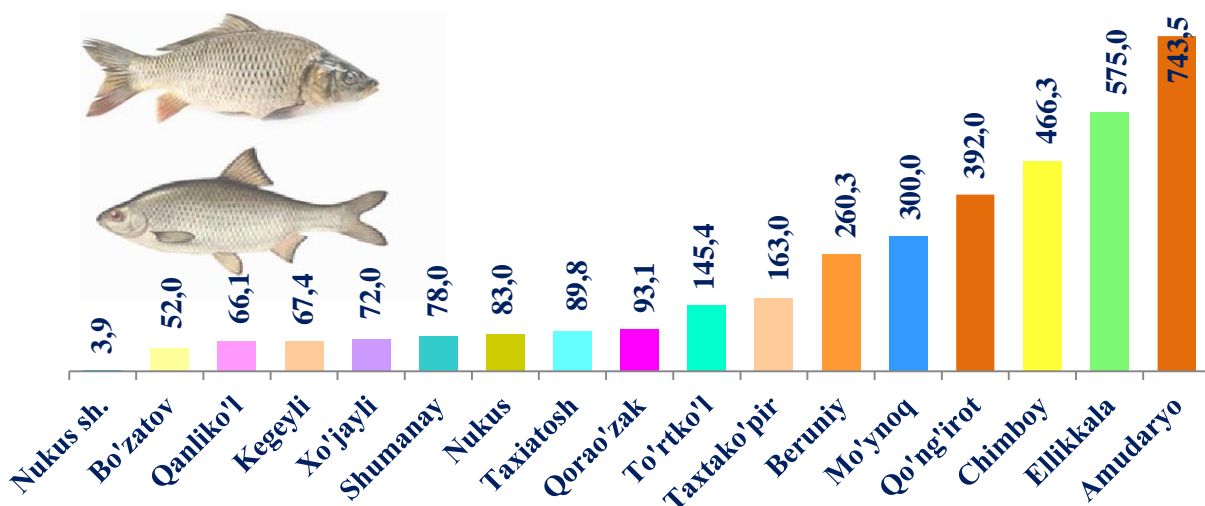 3,9
52,0
66,1
67,4
72,0
78,0
83,0
89,8
93,1
145,4
163,0
260,3
300,0
392,0
466,3
575,0
743,5
Nukus sh.
Bo'zatov
Qanliko'l
Kegeyli
Xo'jayli
Shumanay
Nukus
Taxiatosh
Qorao'zak
To'rtko'l
Taxtako'pir
Beruniy
Mo'ynoq
Qo'ng'irot
Chimboy
Ellikkala
Amudaryo